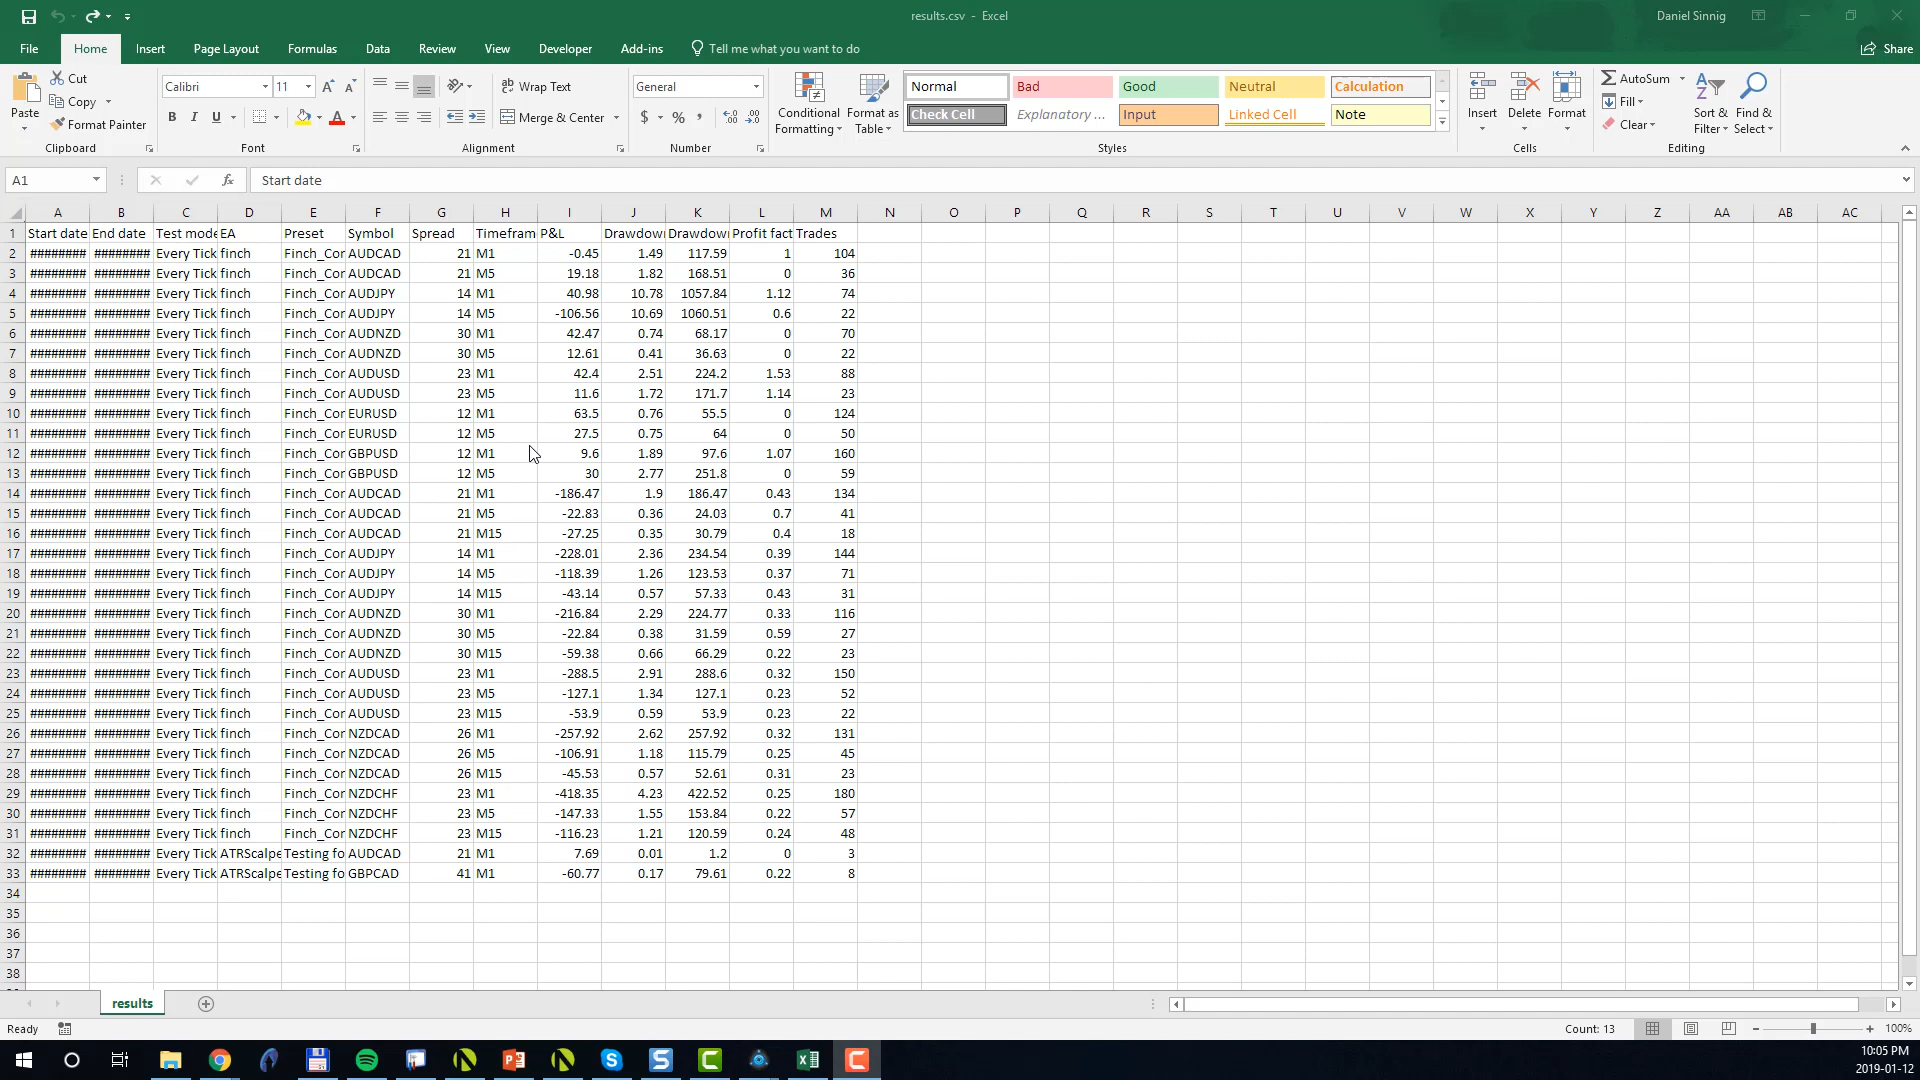 results.csv - Excel
Daniel Sinnig
File Home Insert Page Layout Formulas Data Review View Developer Add-ins Tell me what you want to do Share
Paste
Cut
Copy
Format Painter
Clipboard
Calibri 11
B I U
Font
Wrap Text
Merge & Center
Alignment
General
$ % ,
Number
Conditional Formatting
Format as Table
Normal Bad Good Neutral Calculation
Check Cell Explanatory ... Input Linked Cell Note
Styles
Insert Delete Format
Cells
AutoSum
Fill
Clear
Sort & Filter
Find & Select
Editing
A1 fx Start date
A B C D E F G H I J K L M N O P Q R S T U V W X Y Z AA AB AC
1 Start date End date Test mode EA Preset Symbol Spread Timefram P&L Drawdow Drawdow Profit fact Trades
2 ######## ######## Every Tick finch Finch_Cor AUDCAD 21 M1 -0.45 1.49 117.59 1 104
3 ######## ######## Every Tick finch Finch_Cor AUDCAD 21 M5 19.18 1.82 168.51 0 36
4 ######## ######## Every Tick finch Finch_Cor AUDJPY 14 M1 40.98 10.78 1057.84 1.12 74
5 ######## ######## Every Tick finch Finch_Cor AUDJPY 14 M5 -106.56 10.69 1060.51 0.6 22
6 ######## ######## Every Tick finch Finch_Cor AUDNZD 30 M1 42.47 0.74 68.17 0 70
7 ######## ######## Every Tick finch Finch_Cor AUDNZD 30 M5 12.61 0.41 36.63 0 22
8 ######## ######## Every Tick finch Finch_Cor AUDUSD 23 M1 42.4 2.51 224.2 1.53 88
9 ######## ######## Every Tick finch Finch_Cor AUDUSD 23 M5 11.6 1.72 171.7 1.14 23
10 ######## ######## Every Tick finch Finch_Cor EURUSD 12 M1 63.5 0.76 55.5 0 124
11 ######## ######## Every Tick finch Finch_Cor EURUSD 12 M5 27.5 0.75 64 0 50
12 ######## ######## Every Tick finch Finch_Cor GBPUSD 12 M1 9.6 1.89 97.6 1.07 160
13 ######## ######## Every Tick finch Finch_Cor GBPUSD 12 M5 30 2.77 251.8 0 59
14 ######## ######## Every Tick finch Finch_Cor AUDCAD 21 M1 -186.47 1.9 186.47 0.43 134
15 ######## ######## Every Tick finch Finch_Cor AUDCAD 21 M5 -22.83 0.36 24.03 0.7 41
16 ######## ######## Every Tick finch Finch_Cor AUDCAD 21 M15 -27.25 0.35 30.79 0.4 18
17 ######## ######## Every Tick finch Finch_Cor AUDJPY 14 M1 -228.01 2.36 234.54 0.39 144
18 ######## ######## Every Tick finch Finch_Cor AUDJPY 14 M5 -118.39 1.26 123.53 0.37 71
19 ######## ######## Every Tick finch Finch_Cor AUDJPY 14 M15 -43.14 0.57 57.33 0.43 31
20 ######## ######## Every Tick finch Finch_Cor AUDNZD 30 M1 -216.84 2.29 224.77 0.33 116
21 ######## ######## Every Tick finch Finch_Cor AUDNZD 30 M5 -22.84 0.38 31.59 0.59 27
22 ######## ######## Every Tick finch Finch_Cor AUDNZD 30 M15 -59.38 0.66 66.29 0.22 23
23 ######## ######## Every Tick finch Finch_Cor AUDUSD 23 M1 -288.5 2.91 288.6 0.32 150
24 ######## ######## Every Tick finch Finch_Cor AUDUSD 23 M5 -127.1 1.34 127.1 0.23 52
25 ######## ######## Every Tick finch Finch_Cor AUDUSD 23 M15 -53.9 0.59 53.9 0.23 22
26 ######## ######## Every Tick finch Finch_Cor NZDCAD 26 M1 -257.92 2.62 257.92 0.32 131
27 ######## ######## Every Tick finch Finch_Cor NZDCAD 26 M5 -106.91 1.18 115.79 0.25 45
28 ######## ######## Every Tick finch Finch_Cor NZDCAD 26 M15 -45.53 0.57 52.61 0.31 23
29 ######## ######## Every Tick finch Finch_Cor NZDCHF 23 M1 -418.35 4.23 422.52 0.25 180
30 ######## ######## Every Tick finch Finch_Cor NZDCHF 23 M5 -147.33 1.55 153.84 0.22 57
31 ######## ######## Every Tick finch Finch_Cor NZDCHF 23 M15 -116.23 1.21 120.59 0.24 48
32 ######## ######## Every Tick ATRScalpe Testing fo AUDCAD 21 M1 7.69 0.01 1.2 0 3
33 ######## ######## Every Tick ATRScalpe Testing fo GBPCAD 41 M1 -60.77 0.17 79.61 0.22 8
34
35
36
37
38
results
Ready
Count: 13
100%
10:05 PM
2019-01-12